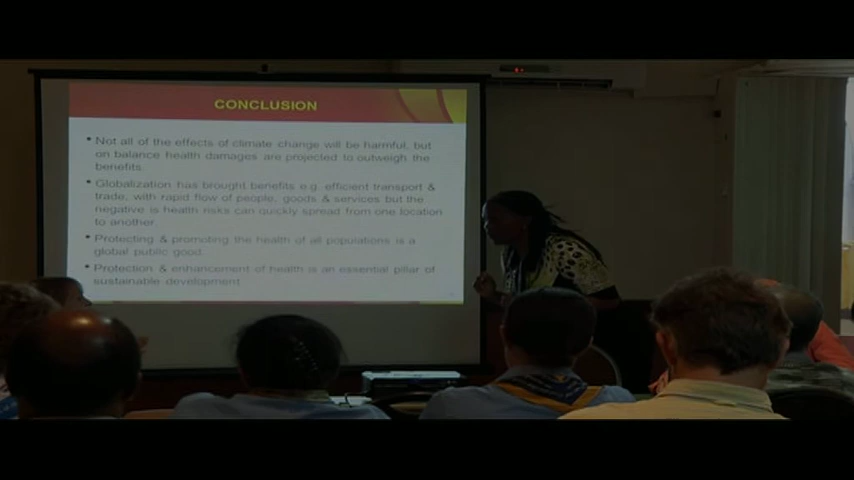 CONCLUSION
• Not all of the effects of climate change will be harmful, but
on balance health damages are projected to outweigh the
benefits.
• Globalization has brought benefits e.g. efficient transport &
trade, with rapid flow of people, goods & services but the
negative is health risks can quickly spread from one location
to another.
• Protecting & promoting the health of all populations is a
global public good.
• Protection & enhancement of health is an essential pillar of
sustainable development